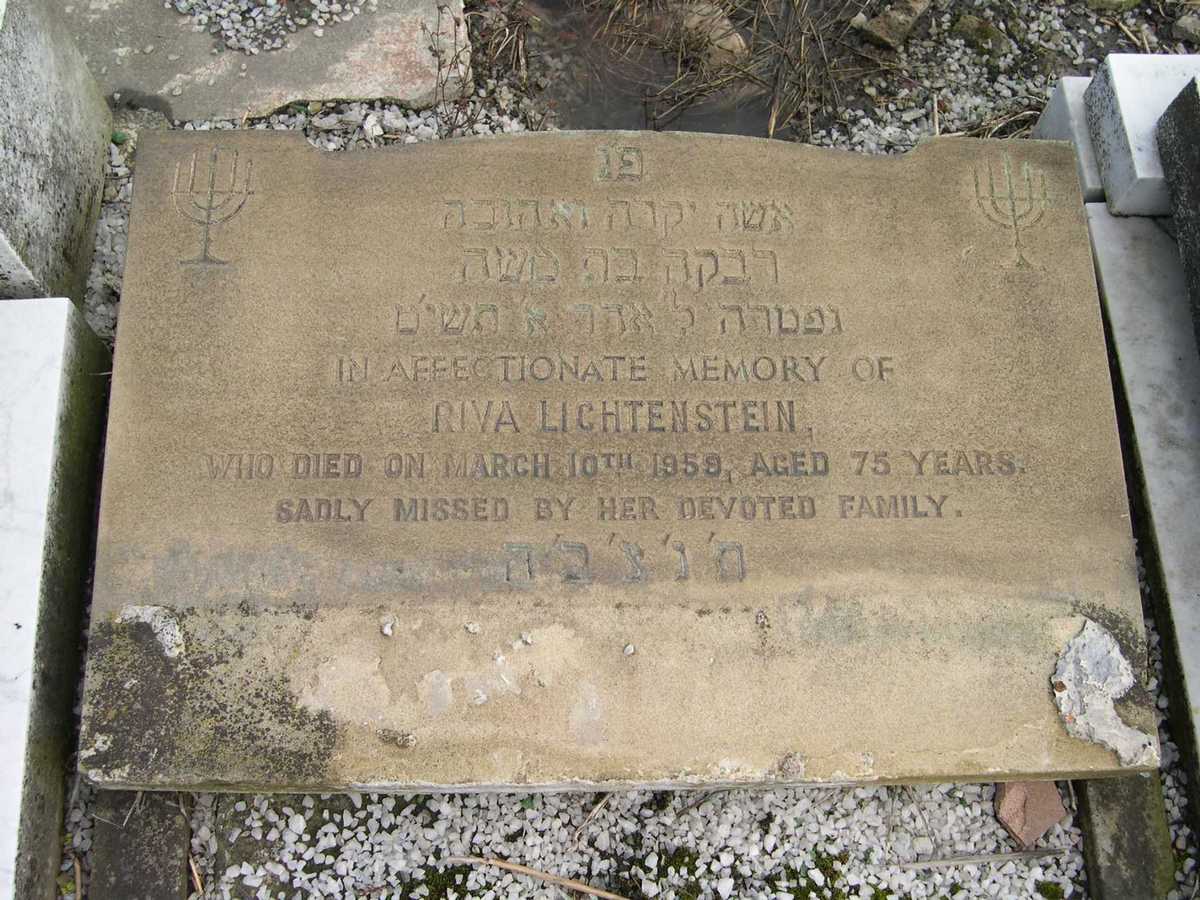 פ'נ
אשה יקרה ואהובה
רבקה בת משה
נפטרה ל'אדר א' תש'י'ט
IN AFFECTIONATE MEMORY OF
RIVA LICHTENSTEIN,
WHO DIED ON MARCH 10TH 1959, AGED 75 YEARS.
SADLY MISSED BY HER DEVOTED FAMILY.
ת'נ'צ'ב'ה